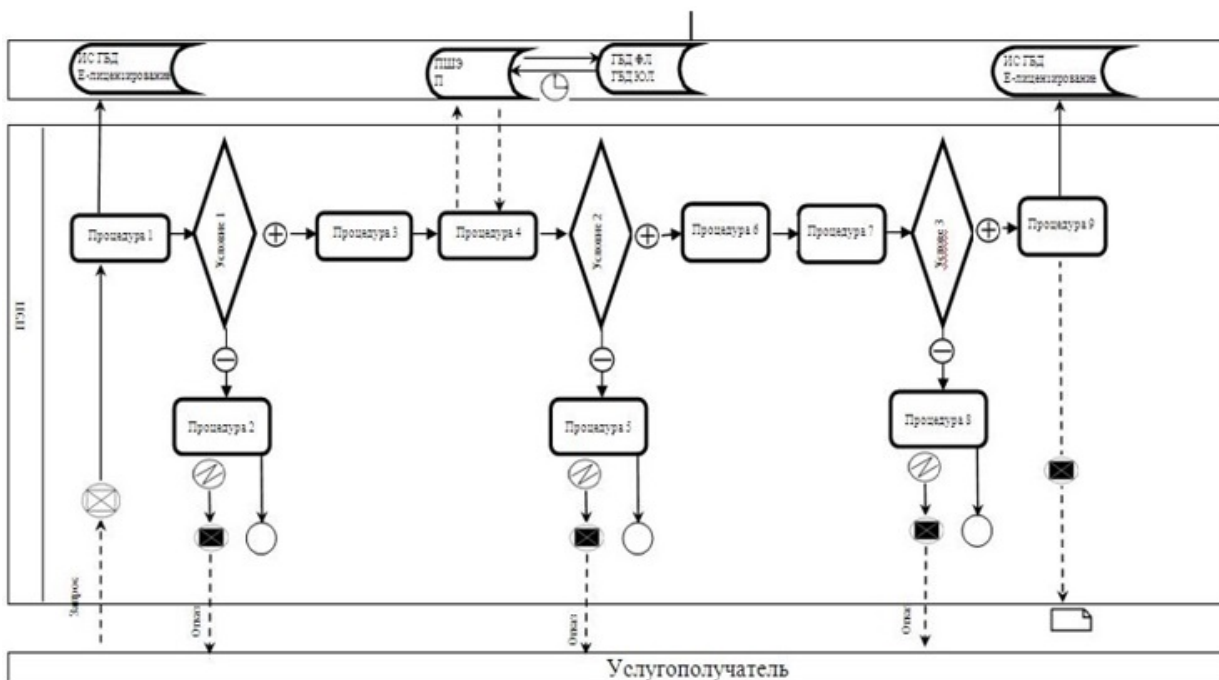 ИС ГБД
Е-лицензирование
ПШЭ
П
ГБД ФЛ
ГБД ЮЛ
ИС ГБД
Е-лицензирование
Процедура 1
Условие 1
Процедура 3
Процедура 4
Условие 2
Процедура 6
Процедура 7
Условие 3
Процедура 9
Процедура 2
Процедура 5
Процедура 8
Запрос
Отказ
Отказ
Отказ
Услугополучатель